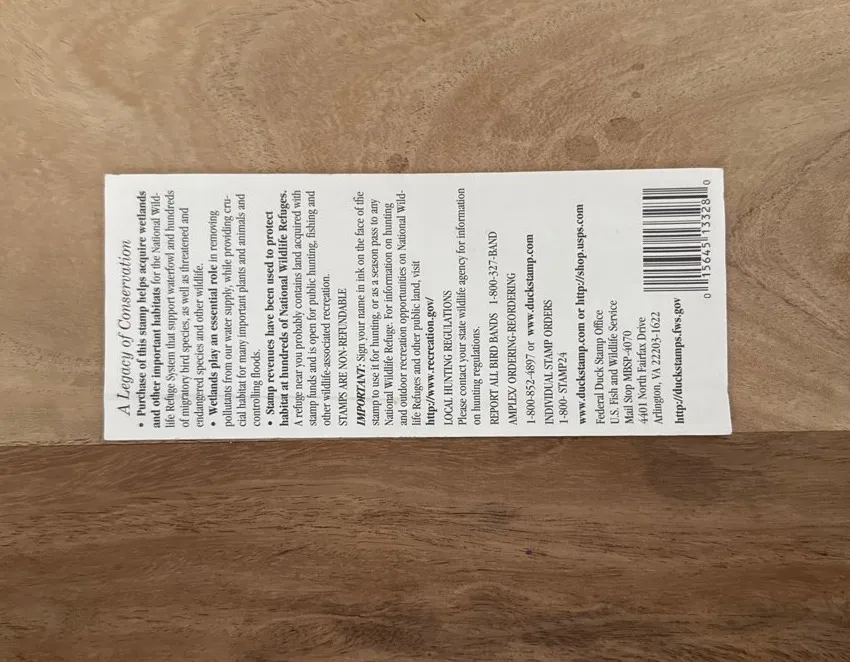 A Legacy of Conservation
• Purchase of this stamp helps acquire wetlands
and other important habitats for the National Wild-
life Refuge System that support waterfowl and hundreds
of migratory bird species, as well as threatened and
endangered species and other wildlife.
• Wetlands play an essential role in removing
pollutants from our water supply, while providing cru-
cial habitat for many important plants and animals and
controlling floods.
• Stamp revenues have been used to protect
habitat at hundreds of National Wildlife Refuges.
A refuge near you probably contains land acquired with
stamp funds and is open for public hunting, fishing and
other wildlife-associated recreation.
STAMPS ARE NON-REFUNDABLE
IMPORTANT: Sign your name in ink on the face of the
stamp to use it for hunting, or as a season pass to any
National Wildlife Refuge. For information on hunting
and outdoor recreation opportunities on National Wild-
life Refuges and other public land, visit
http://www.recreation.gov/
LOCAL HUNTING REGULATIONS
Please contact your state wildlife agency for information
on hunting regulations.
REPORT ALL BIRD BANDS 1-800-327-BAND
AMPLEX/ ORDERING-REORDERING
1-800-852-4897 or www.duckstamp.com
INDIVIDUAL STAMP ORDERS
1-800- STAMP24
www.duckstamp.com or http://shop.usps.com
Federal Duck Stamp Office
U.S. Fish and Wildlife Service
Mail Stop MBSP-4070
4401 North Fairfax Drive
Arlington, VA 22203-1622
http://duckstamps.fws.gov
0 15645 13328 0